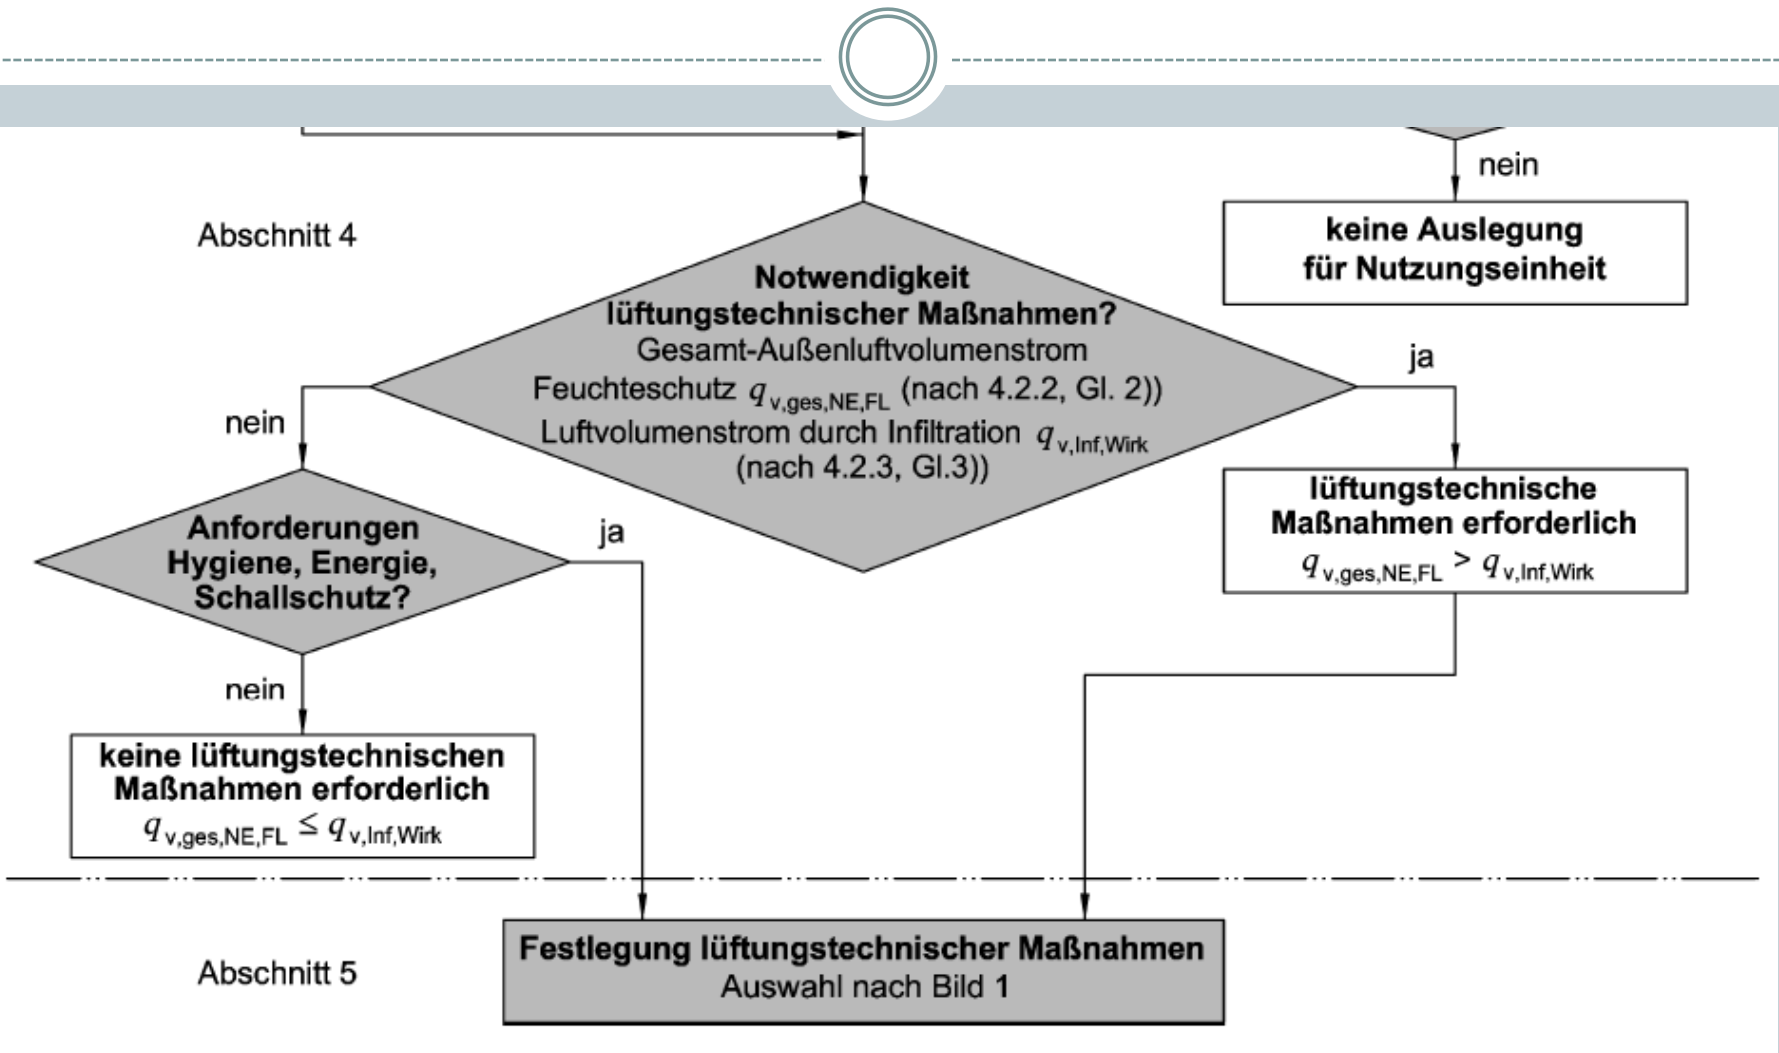 nein
keine Auslegung
für Nutzungseinheit
Abschnitt 4
Notwendigkeit
lüftungstechnischer Maßnahmen?
Gesamt-Außenluftvolumenstrom
Feuchteschutz q v,ges,NE,FL (nach 4.2.2, Gl. 2))
Luftvolumenstrom durch Infiltration q v,Inf,Wirk
(nach 4.2.3, Gl.3))
ja
nein
lüftungstechnische
Maßnahmen erforderlich
q v,ges,NE,FL > q v,Inf,Wirk
Anforderungen
Hygiene, Energie,
Schallschutz?
ja
nein
keine lüftungstechnischen
Maßnahmen erforderlich
q v,ges,NE,FL ≤ q v,Inf,Wirk
Abschnitt 5
Festlegung lüftungstechnischer Maßnahmen
Auswahl nach Bild 1